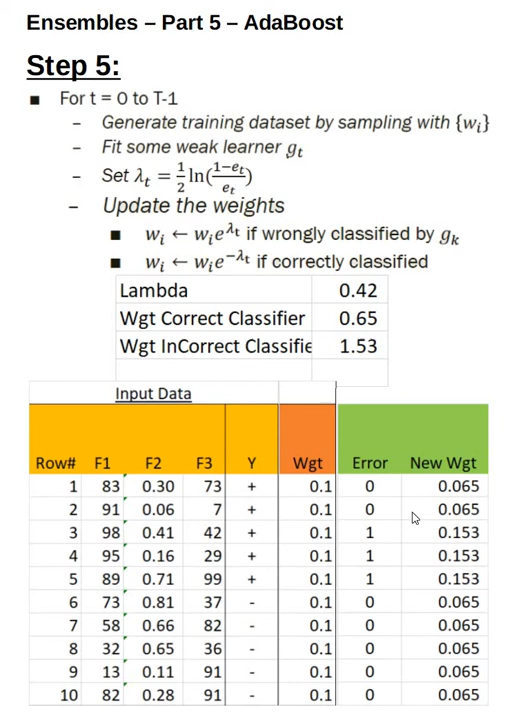 Ensembles – Part 5 – AdaBoost
Step 5:
■ For t = 0 to T-1
– Generate training dataset by sampling with {wᵢ}
– Fit some weak learner gₜ
– Set λₜ = ½ ln((1−eₜ)/eₜ)
– Update the weights
■ wᵢ ← wᵢe^λₜ if wrongly classified by gₖ
■ wᵢ ← wᵢe^−λₜ if correctly classified
Lambda 0.42
Wgt Correct Classifier 0.65
Wgt InCorrect Classifie 1.53
Input Data
Row# F1 F2 F3 Y Wgt Error New Wgt
1 83 0.30 73 + 0.1 0 0.065
2 91 0.06 7 + 0.1 0 0.065
3 98 0.41 42 + 0.1 1 0.153
4 95 0.16 29 + 0.1 1 0.153
5 89 0.71 99 + 0.1 1 0.153
6 73 0.81 37 - 0.1 0 0.065
7 58 0.66 82 - 0.1 0 0.065
8 32 0.65 36 - 0.1 0 0.065
9 13 0.11 91 - 0.1 0 0.065
10 82 0.28 91 - 0.1 0 0.065